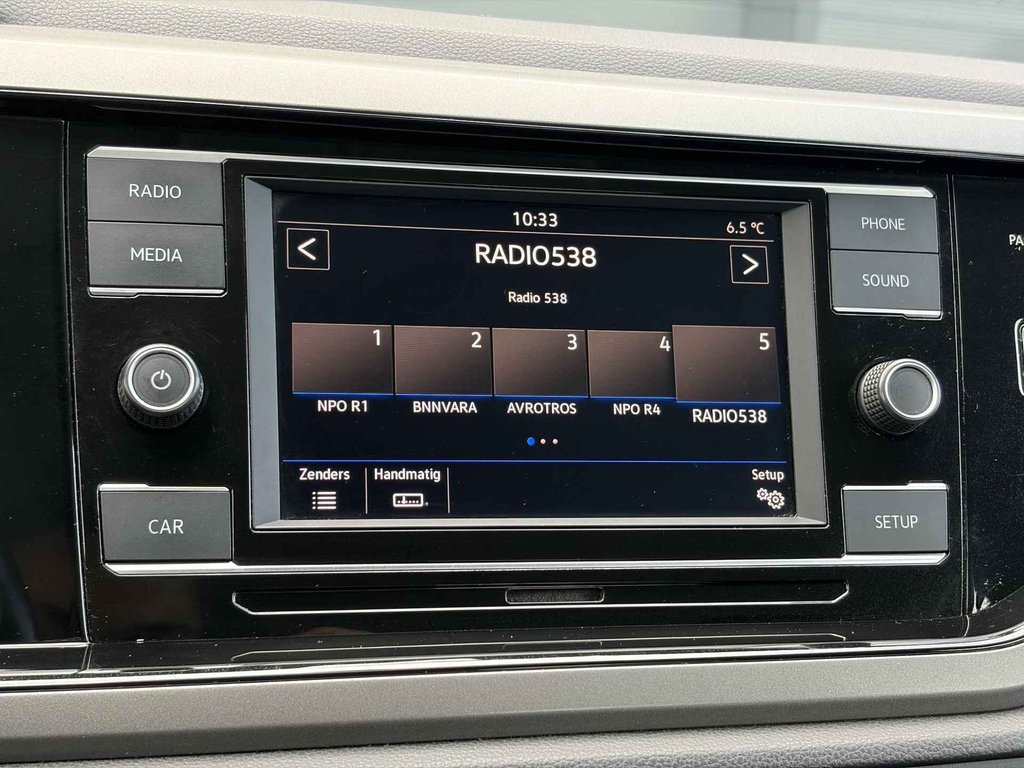 RADIO
MEDIA
CAR
10:33
6.5 °C
RADIO538
Radio 538
1 2 3 4 5
NPO R1 BNNVARA AVROTROS NPO R4 RADIO538
Zenders Handmatig Setup
PHONE
SOUND
SETUP
PA